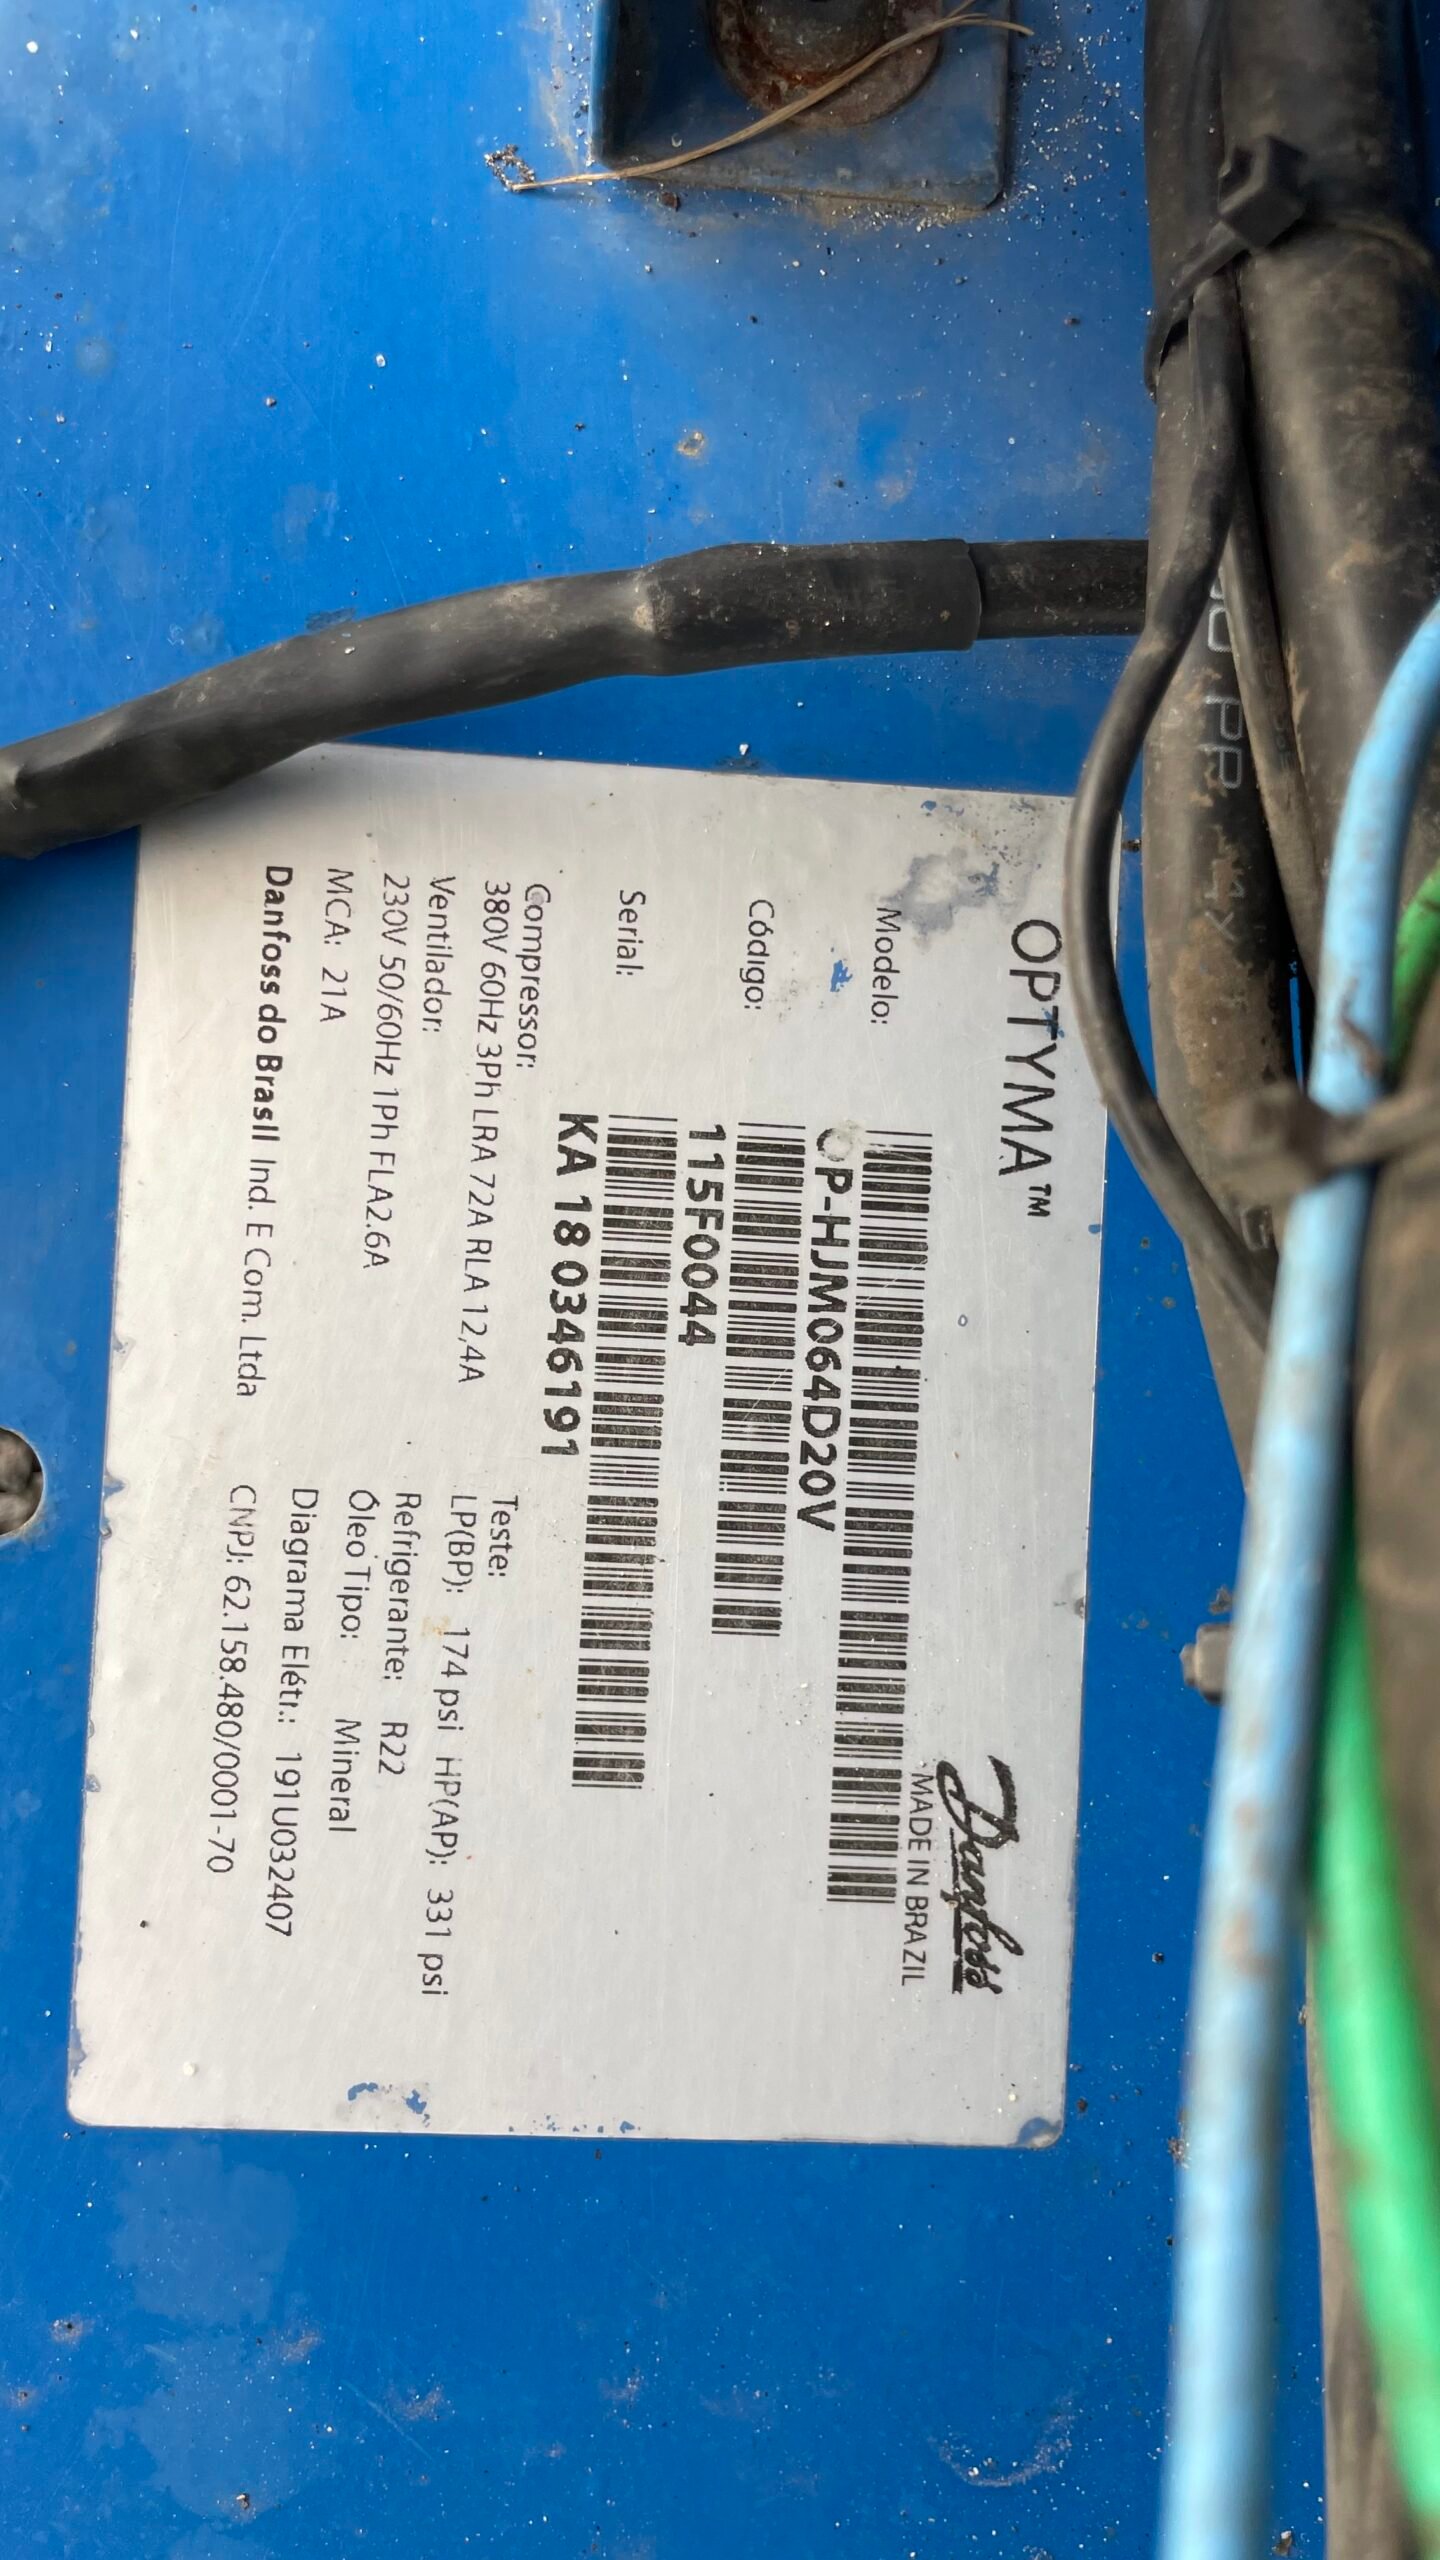 OPTYMA™
Danfoss
MADE IN BRAZIL
Modelo:
OP-HJM064D20V
Código:
115F0044
Serial:
KA 18 0346191
Compressor:
380V 60Hz 3Ph LRA 72A RLA 12,4A
Ventilador:
230V 50/60Hz 1Ph FLA2.6A
MCA: 21A
Danfoss do Brasil Ind. E Com. Ltda
Teste:
LP(BP): 174 psi HP(AP): 331 psi
Refrigerante: R22
Óleo Tipo: Mineral
Diagrama Elétr.: 191U032407
CNPJ: 62.158.480/0001-70
PP